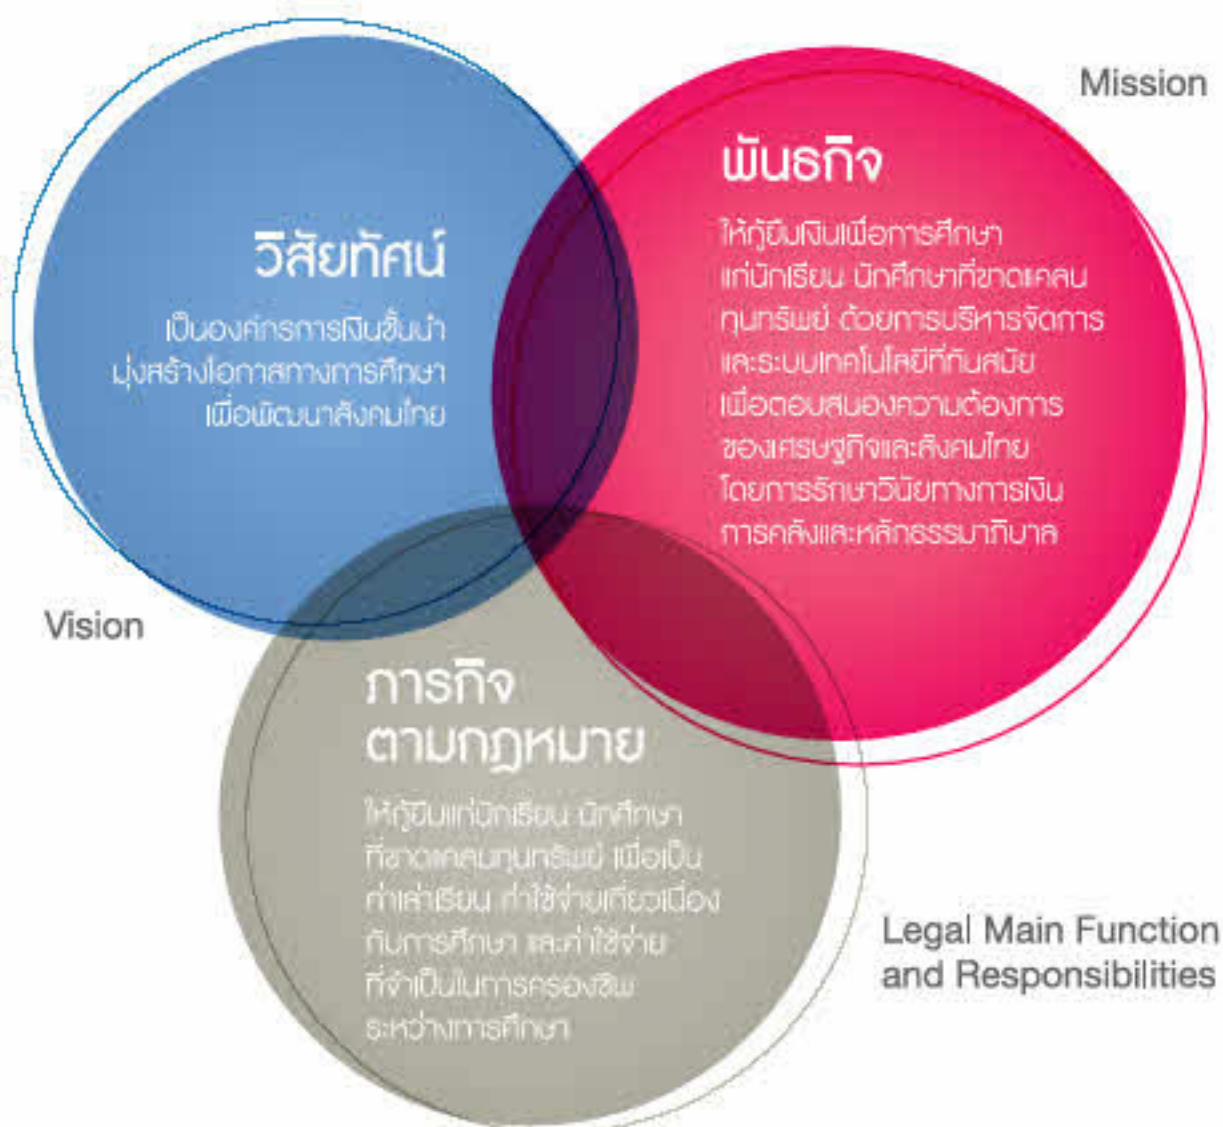 Mission
พันธกิจ
ให้กู้ยืมเงินเพื่อการศึกษา
แก่นักเรียน นักศึกษาที่ขาดแคลน
ทุนทรัพย์ ด้วยการบริหารจัดการ
และระบบเทคโนโลยีที่ทันสมัย
เพื่อตอบสนองความต้องการ
ของเศรษฐกิจและสังคมไทย
โดยการรักษาวินัยทางการเงิน
การคลังและหลักธรรมาภิบาล
วิสัยทัศน์
เป็นองค์กรการเงินชั้นนำ
มุ่งสร้างโอกาสทางการศึกษา
เพื่อพัฒนาสังคมไทย
Vision
ภารกิจ
ตามกฎหมาย
ให้กู้ยืมแก่นักเรียน นักศึกษา
ที่ขาดแคลนทุนทรัพย์ เพื่อเป็น
ค่าเล่าเรียน ค่าใช้จ่ายเกี่ยวเนื่อง
กับการศึกษา และค่าใช้จ่าย
ที่จำเป็นในการครองชีพ
ระหว่างการศึกษา
Legal Main Function
and Responsibilities